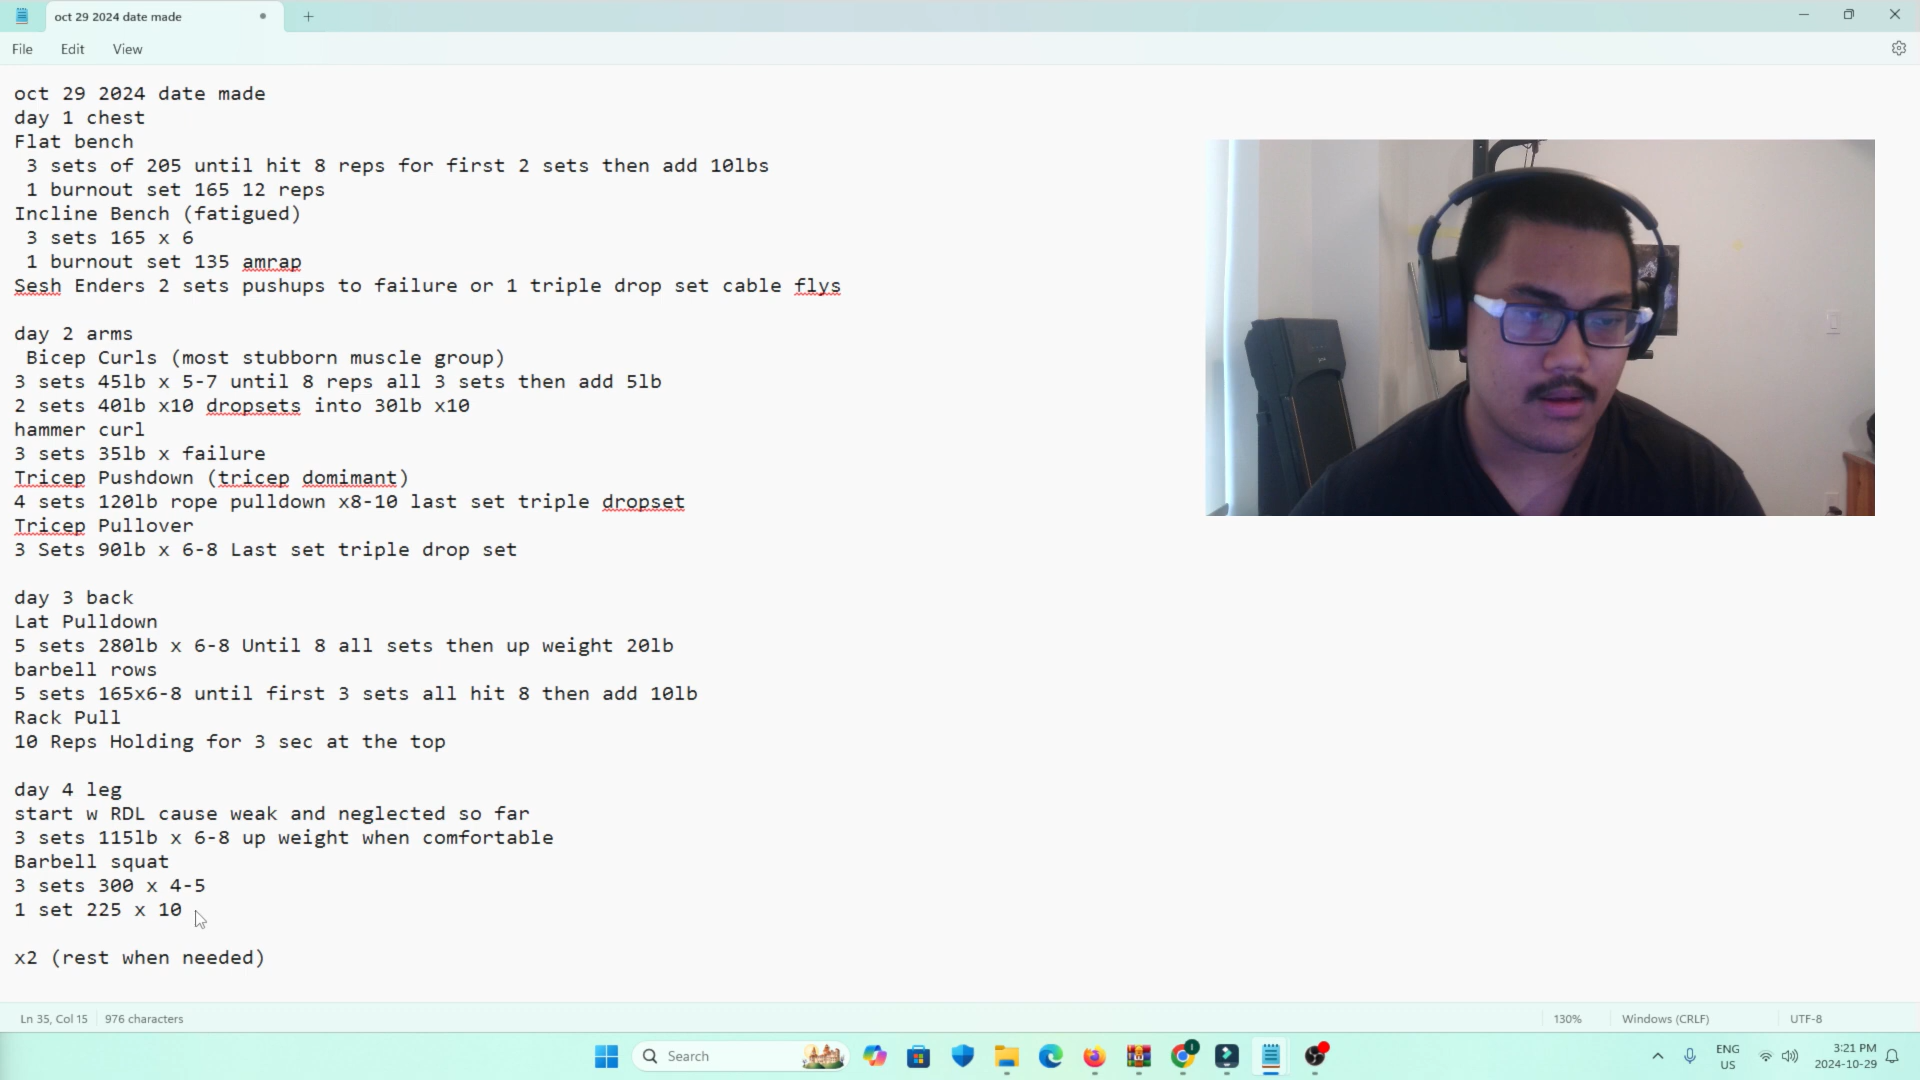 oct 29 2024 date made
File Edit View
oct 29 2024 date made
day 1 chest
Flat bench
3 sets of 205 until hit 8 reps for first 2 sets then add 10lbs
1 burnout set 165 12 reps
Incline Bench (fatigued)
3 sets 165 x 6
1 burnout set 135 amrap
Sesh Enders 2 sets pushups to failure or 1 triple drop set cable flys
day 2 arms
Bicep Curls (most stubborn muscle group)
3 sets 45lb x 5-7 until 8 reps all 3 sets then add 5lb
2 sets 40lb x10 dropsets into 30lb x10
hammer curl
3 sets 35lb x failure
Tricep Pushdown (tricep domimant)
4 sets 120lb rope pulldown x8-10 last set triple dropset
Tricep Pullover
3 Sets 90lb x 6-8 Last set triple drop set
day 3 back
Lat Pulldown
5 sets 280lb x 6-8 Until 8 all sets then up weight 20lb
barbell rows
5 sets 165x6-8 until first 3 sets all hit 8 then add 10lb
Rack Pull
10 Reps Holding for 3 sec at the top
day 4 leg
start w RDL cause weak and neglected so far
3 sets 115lb x 6-8 up weight when comfortable
Barbell squat
3 sets 300 x 4-5
1 set 225 x 10
x2 (rest when needed)
Ln 35, Col 15 976 characters 130% Windows (CRLF) UTF-8
Search
ENG
US
3:21 PM
2024-10-29